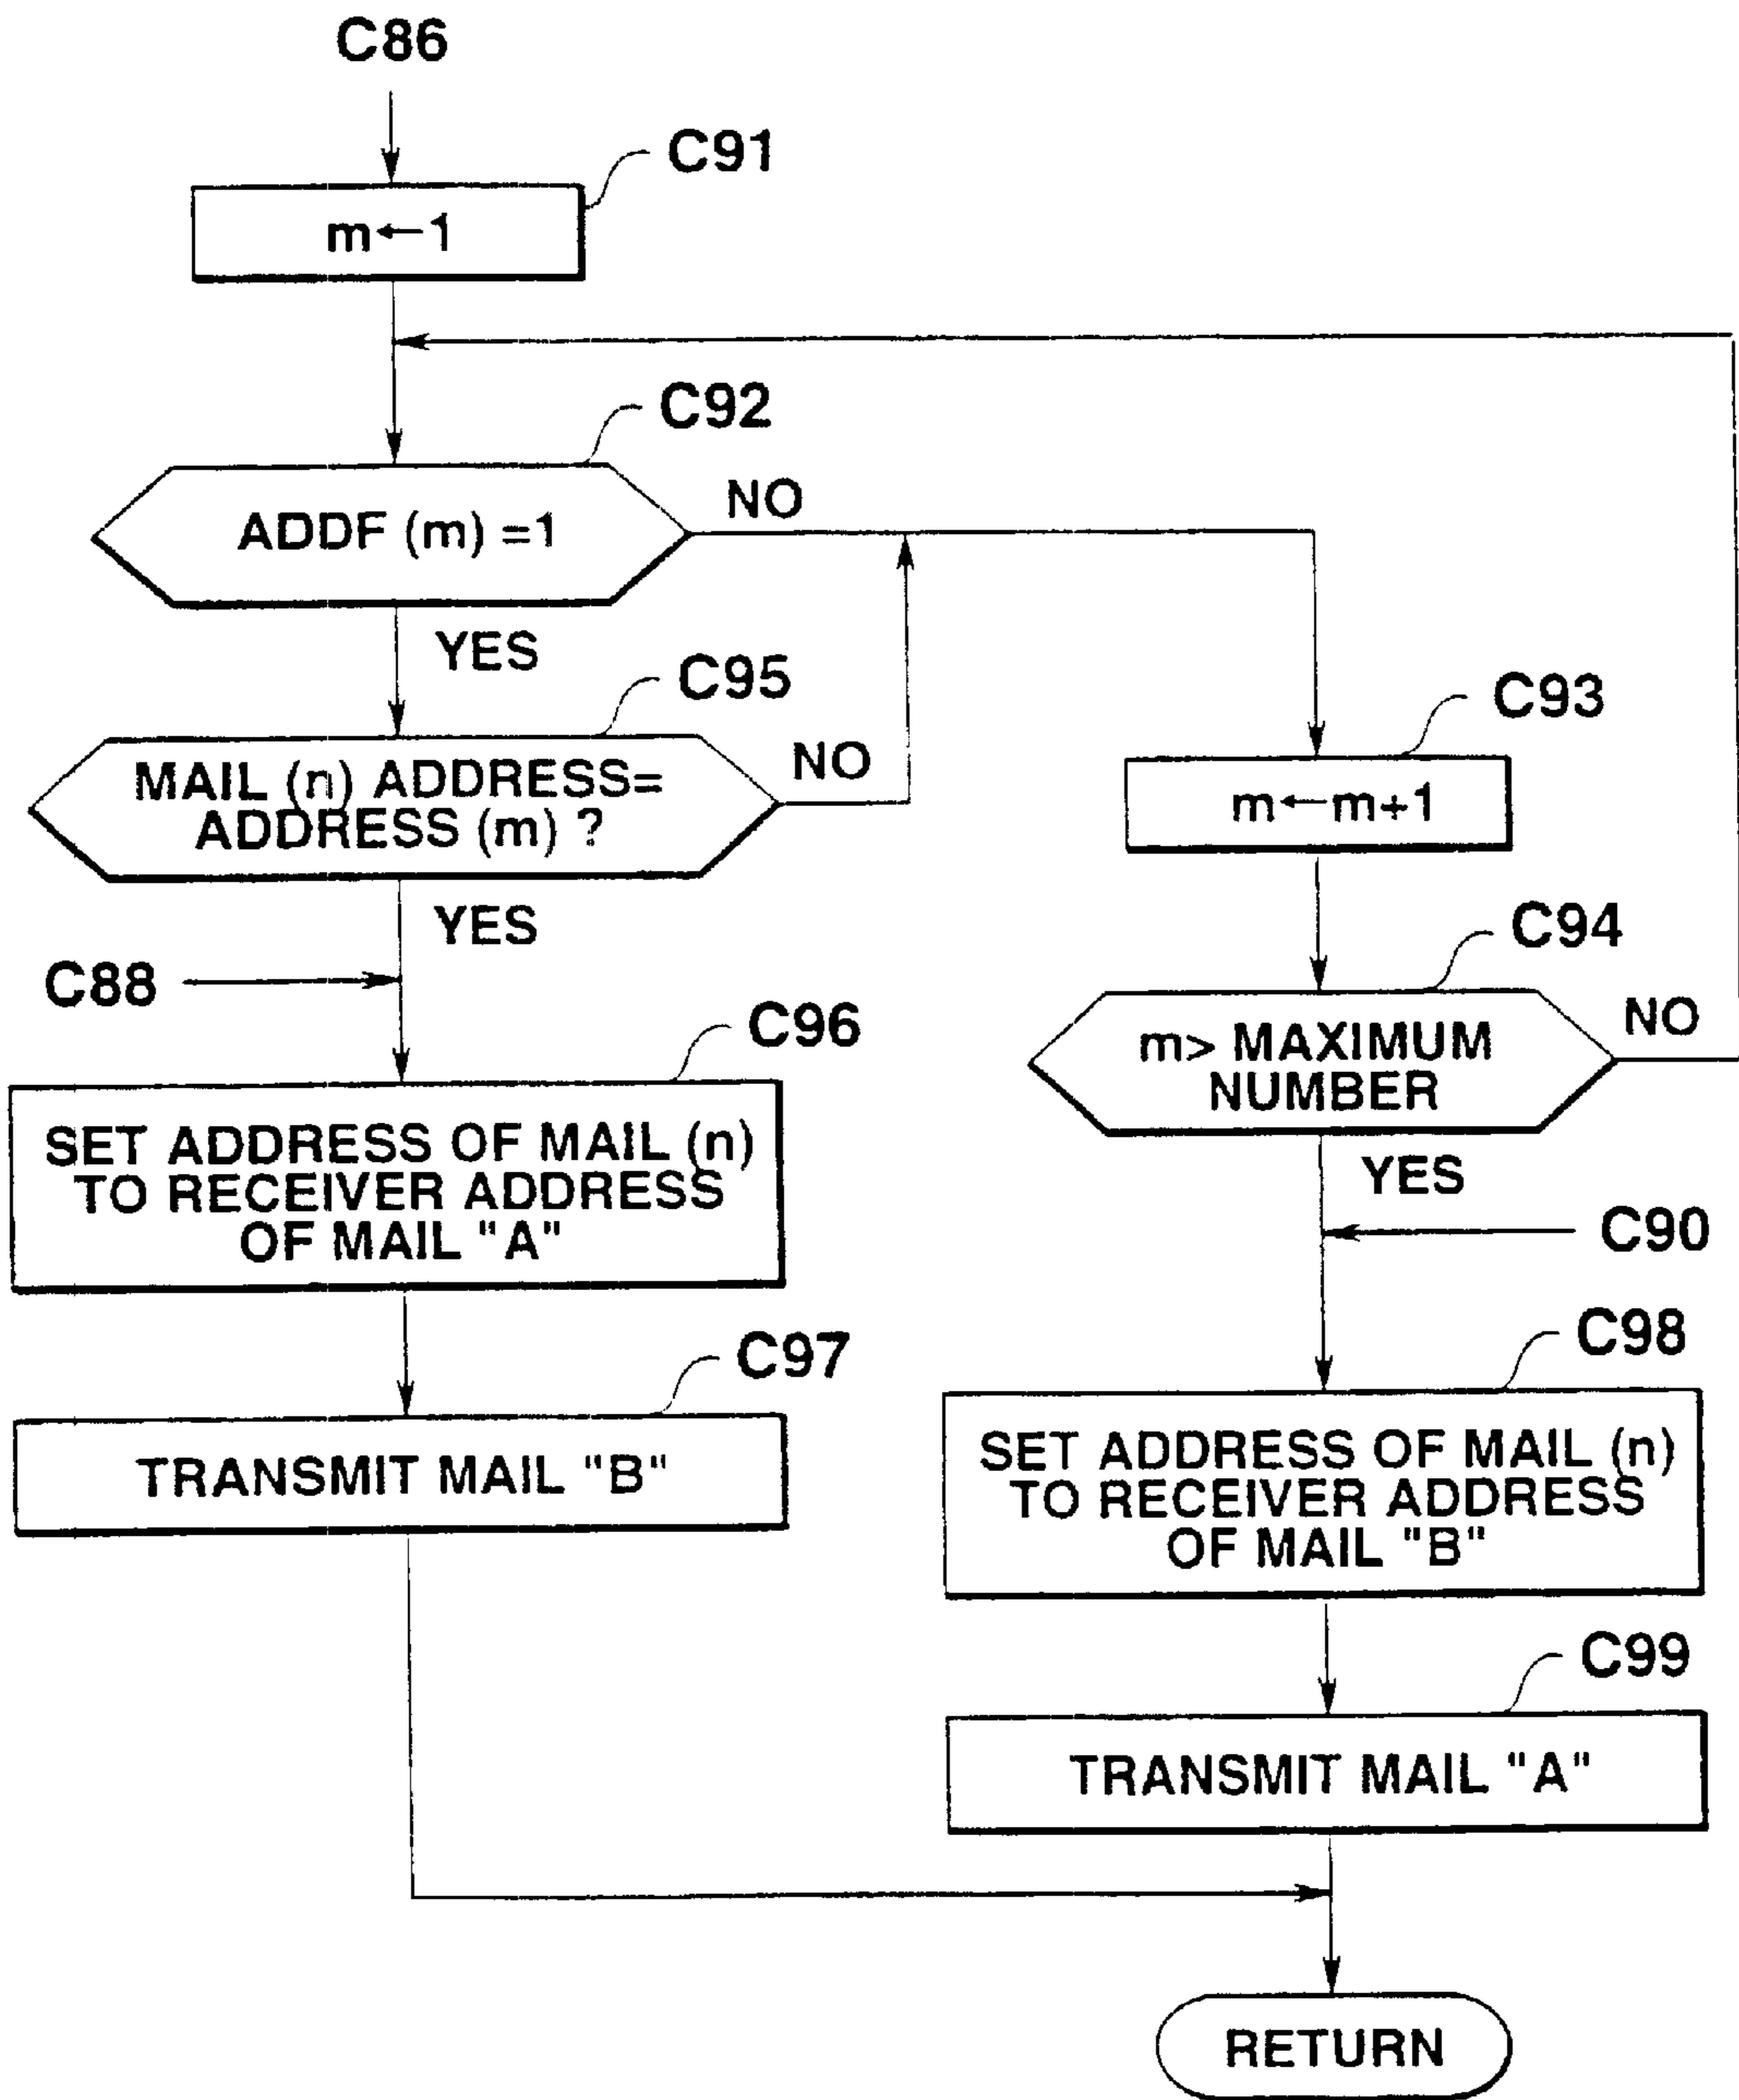 C86
C91
m←1
C92
ADDF (m) =1
NO
YES
C95
MAIL (n) ADDRESS=
ADDRESS (m) ?
NO
YES
C88
C93
m←m+1
C94
m> MAXIMUM
NUMBER
NO
YES
C90
C96
SET ADDRESS OF MAIL (n)
TO RECEIVER ADDRESS
OF MAIL "A"
C97
TRANSMIT MAIL "B"
C98
SET ADDRESS OF MAIL (n)
TO RECEIVER ADDRESS
OF MAIL "B"
C99
TRANSMIT MAIL "A"
RETURN